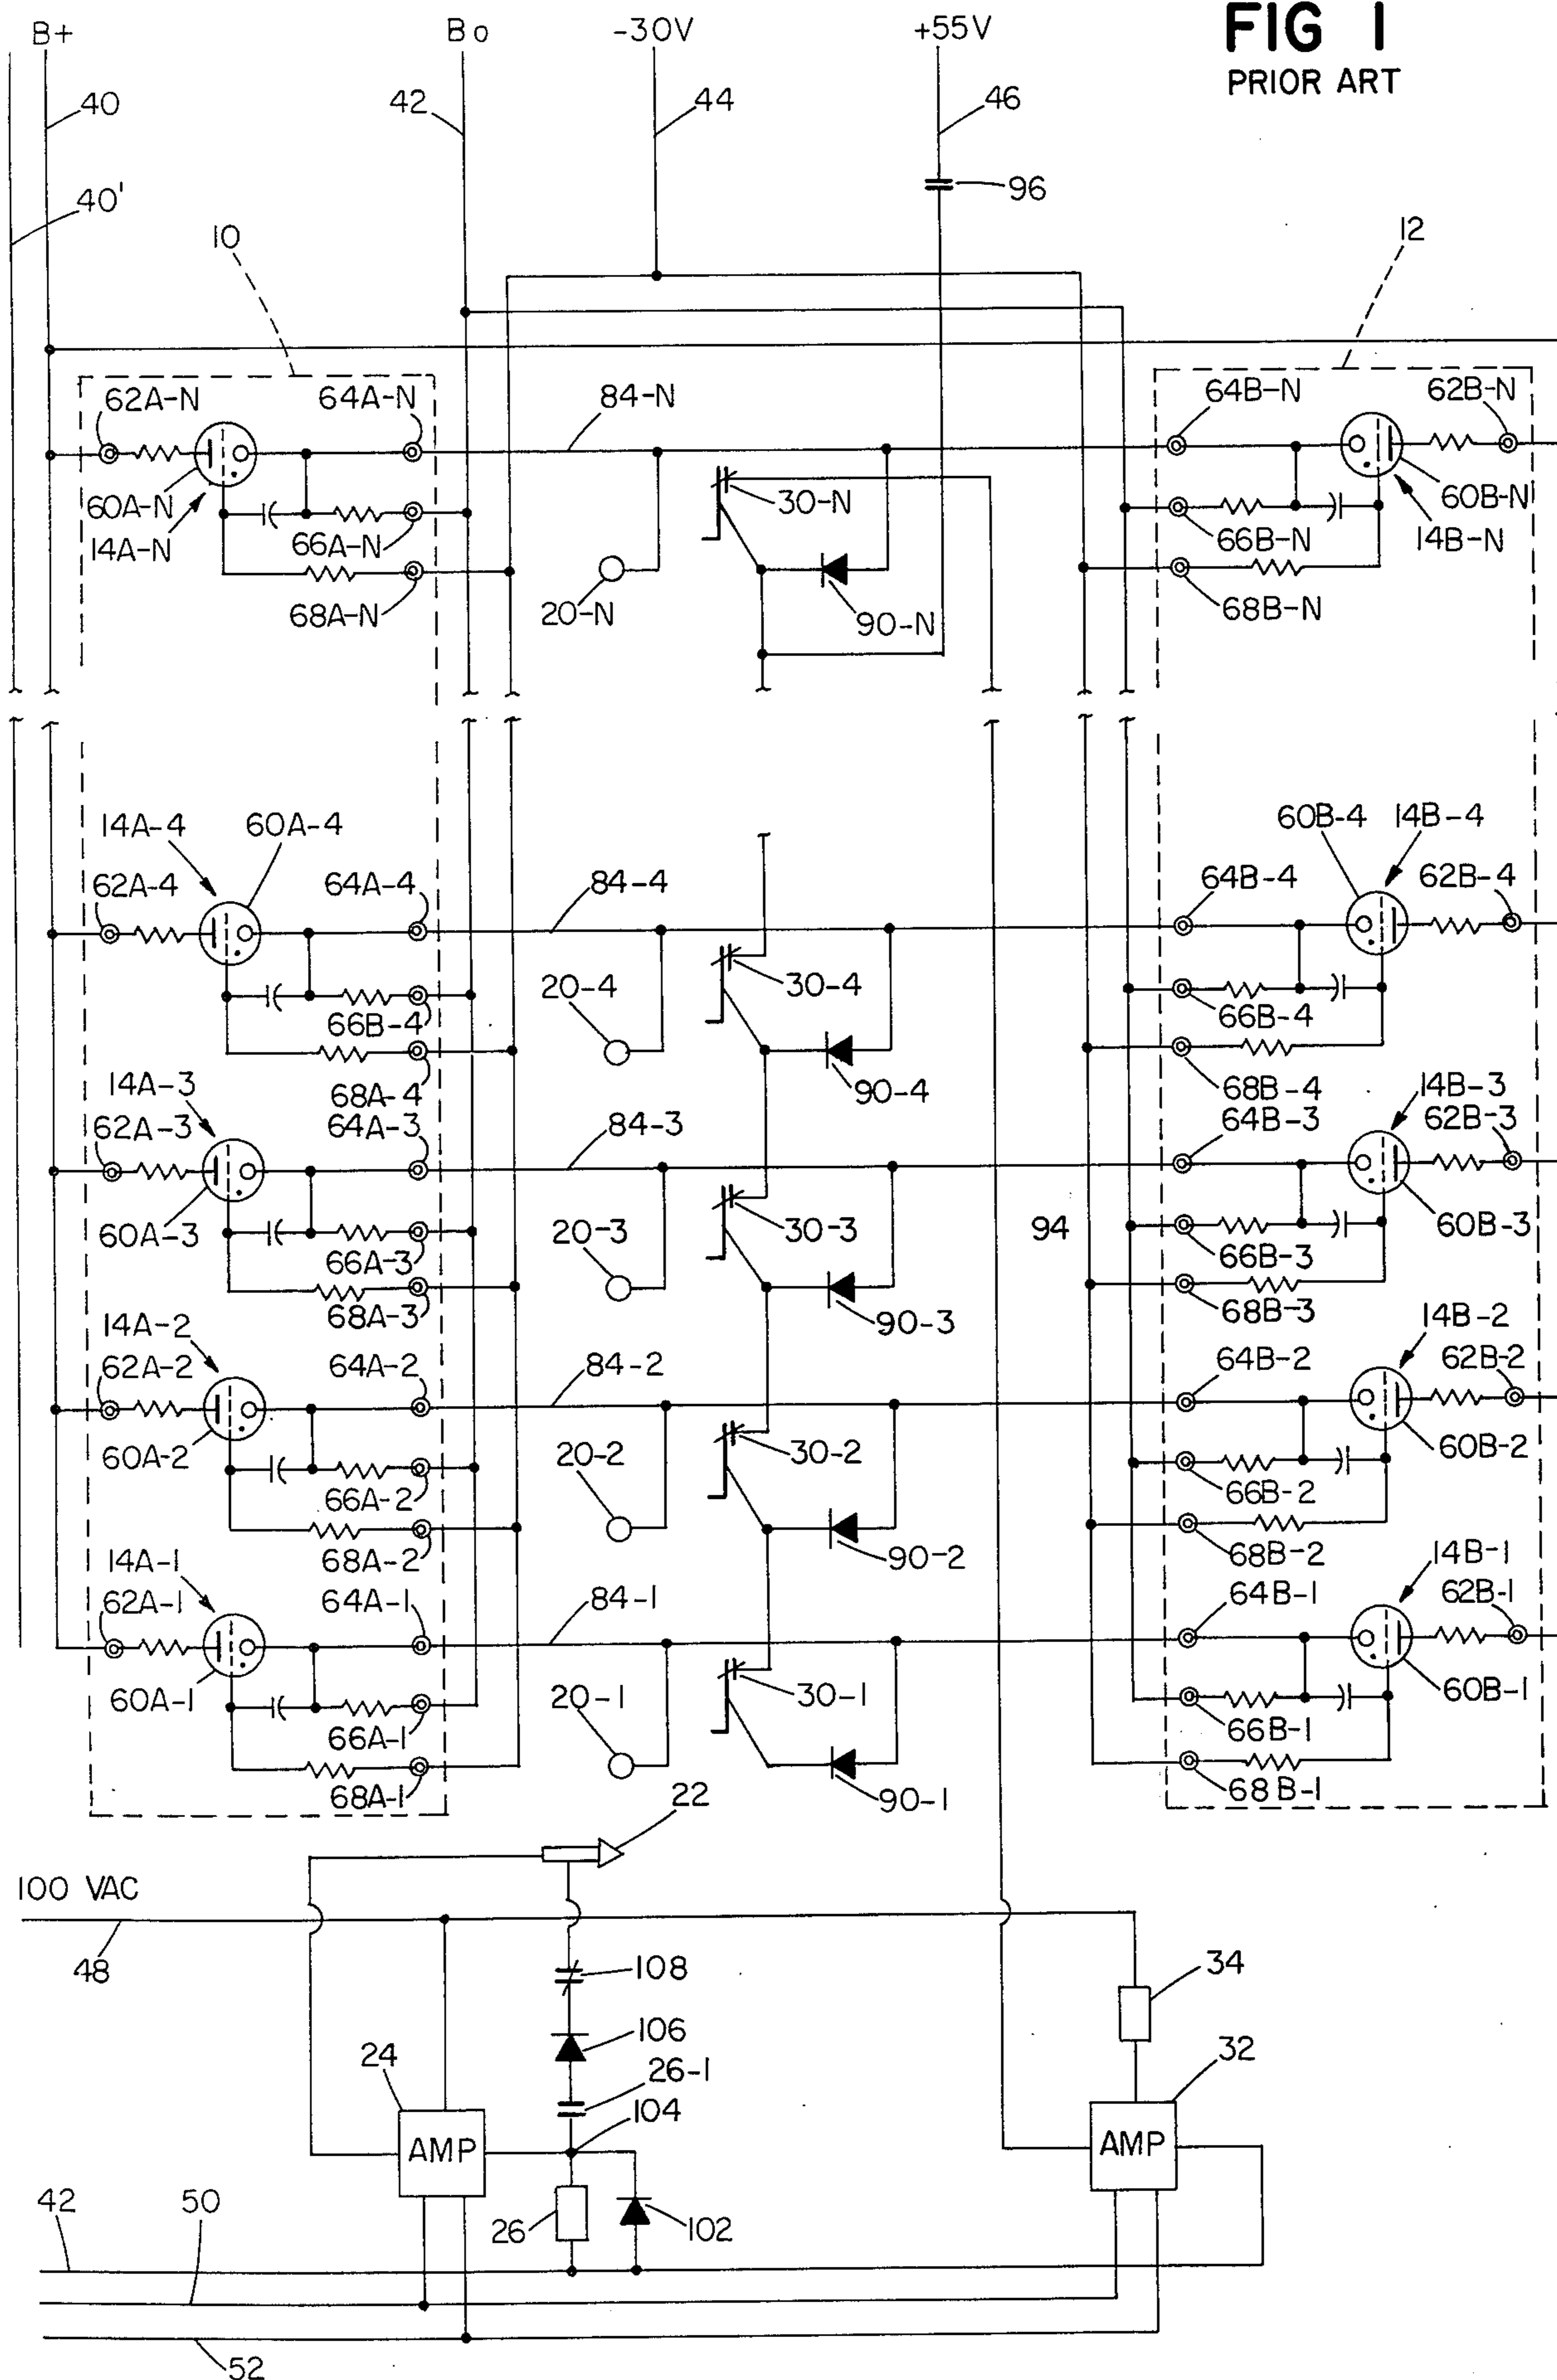 FIG 1
PRIOR ART
B+
Bo
-30V
+55V
40
42
44
46
96
40'
10
12
62A-N
64A-N
84-N
64B-N
62B-N
60A-N
14A-N
66A-N
68A-N
30-N
20-N
90-N
66B-N
68B-N
60B-N
14B-N
14A-4
60A-4
60B-4
14B-4
62A-4
64A-4
84-4
64B-4
62B-4
20-4
30-4
66B-4
66B-4
68A-4
90-4
68B-4
14A-3
14B-3
62A-3
64A-3
84-3
64B-3
62B-3
60A-3
66A-3
68A-3
20-3
30-3
94
66B-3
60B-3
68B-3
90-3
14A-2
14B-2
62A-2
64A-2
84-2
64B-2
62B-2
60A-2
66A-2
68A-2
20-2
30-2
66B-2
60B-2
68B-2
90-2
14A-1
14B-1
62A-1
64A-1
84-1
64B-1
62B-1
60A-1
66A-1
68A-1
20-1
30-1
66B-1
60B-1
68B-1
90-1
22
100 VAC
48
108
34
106
24
26-1
32
104
AMP
AMP
42
50
26
102
52